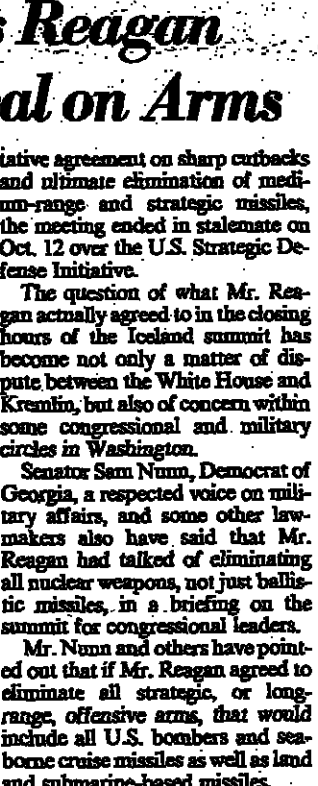 s Reagan
al on Arms
tative agreement on sharp cutbacks
and ultimate elimination of medi-
um-range and strategic missiles,
the meeting ended in stalemate on
Oct. 12 over the U.S. Strategic De-
fense Initiative.
The question of what Mr. Rea-
gan actually agreed to in the closing
hours of the Iceland summit has
become not only a matter of dis-
pute between the White House and
Kremlin, but also of concern within
some congressional and military
circles in Washington.
Senator Sam Nunn, Democrat of
Georgia, a respected voice on mili-
tary affairs, and some other law-
makers also have said that Mr.
Reagan had talked of eliminating
all nuclear weapons, not just ballis-
tic missiles, in a briefing on the
summit for congressional leaders.
Mr. Nunn and others have point-
ed out that if Mr. Reagan agreed to
eliminate all strategic, or long-
range, offensive arms, that would
include all U.S. bombers and sea-
borne cruise missiles as well as land
and submarine-based missiles.